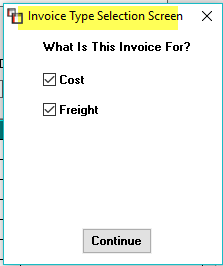 Invoice Type Selection Screen
What Is This Invoice For?
Cost
Freight
Continue